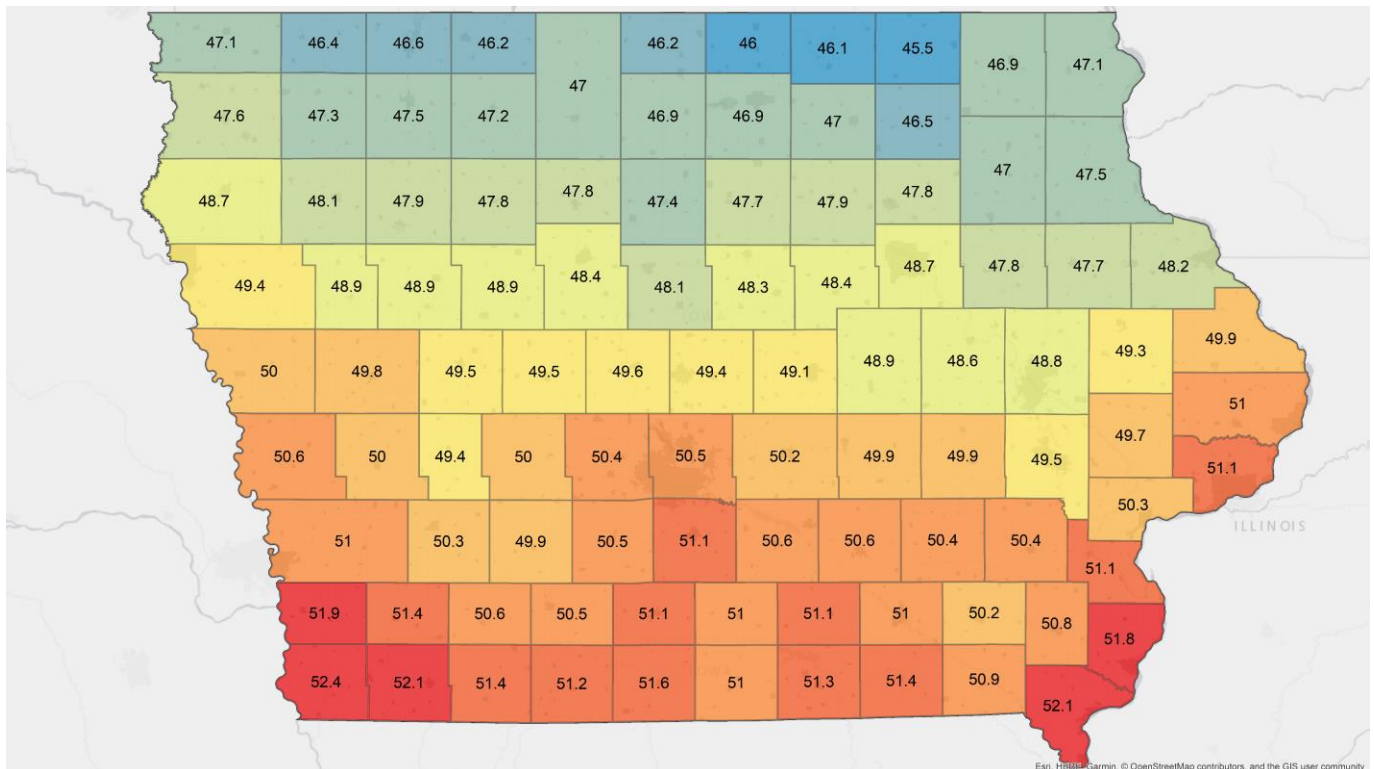 47.1 46.4 46.6 46.2 46.2 46 46.1 45.5
46.9 47.1
47
47.6 47.3 47.5 47.2 46.9 46.9 47 46.5
47 47.5
48.7 48.1 47.9 47.8 47.8 47.4 47.7 47.9 47.8
49.4 48.9 48.9 48.9 48.4 48.1 48.3 48.4 48.7 47.8 47.7 48.2
50 49.8 49.5 49.5 49.6 49.4 49.1 48.9 48.6 48.8 49.3 49.9
51
50.6 50 49.4 50 50.4 50.5 50.2 49.9 49.9 49.5 49.7
51.1
50.3
ILLINOIS
51 50.3 49.9 50.5 51.1 50.6 50.6 50.4 50.4
51.1
51.9 51.4 50.6 50.5 51.1 51 51.1 51 50.2 50.8 51.8
52.4 52.1 51.4 51.2 51.6 51 51.3 51.4 50.9 52.1
Esri, Garmin, © OpenStreetMap contributors, and the GIS user community